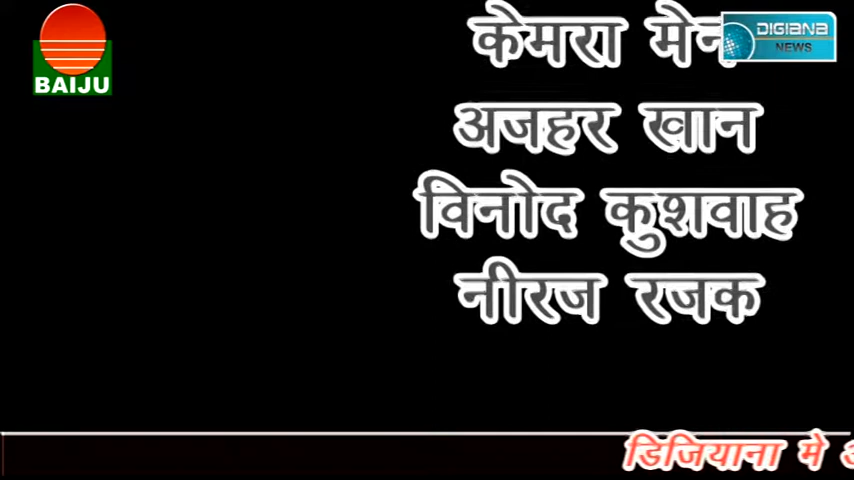 BAIJU
DIGIANA
NEWS
केमरा मेन
अजहर खान
विनोद कुशवाह
नीरज रजक
डिजियाना मे